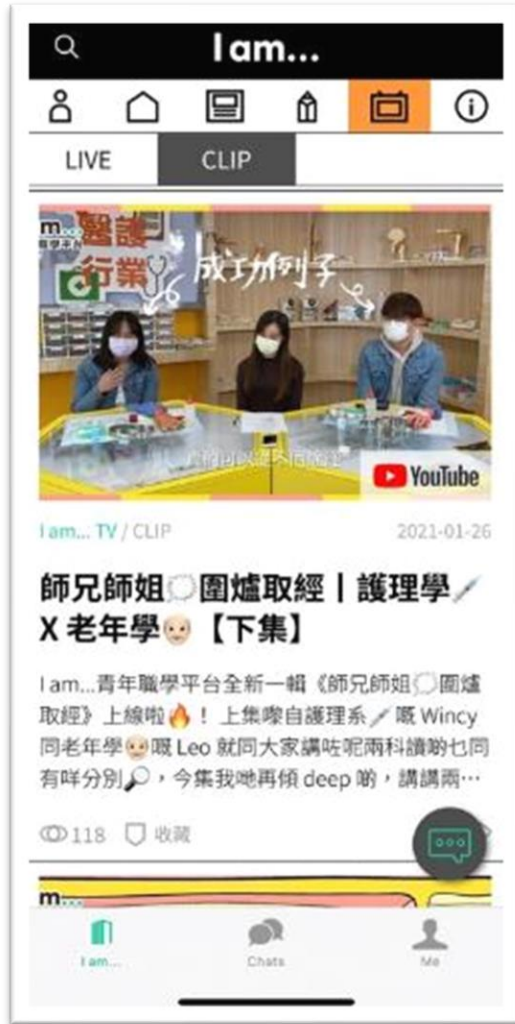 I am...
LIVE CLIP
m...
醫護
行業
成功例子
YouTube
I am... TV / CLIP 2021-01-26
師兄師姐💭圍爐取經丨護理學💉
X 老年學👴🏻【下集】
I am...青年職學平台全新一輯《師兄師姐💭圍爐
取經》上線啦🔥！ 上集嚟自護理系💉嘅 Wincy
同老年學👴🏻嘅 Leo 就同大家講咗呢兩科讀啲乜同
有咩分別🔎，今集我哋再傾 deep 啲，講講兩…
118 收藏
m...
I am... Chats Me